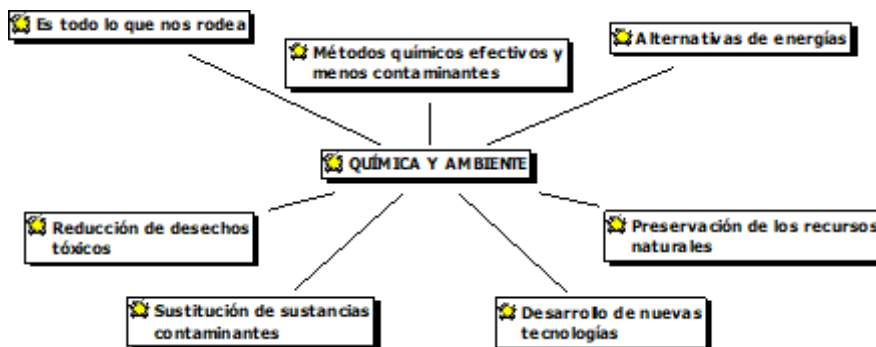 Es todo lo que nos rodea
Métodos químicos efectivos y
menos contaminantes
Alternativas de energías
QUÍMICA Y AMBIENTE
Reducción de desechos
tóxicos
Preservación de los recursos
naturales
Sustitución de sustancias
contaminantes
Desarrollo de nuevas
tecnologías